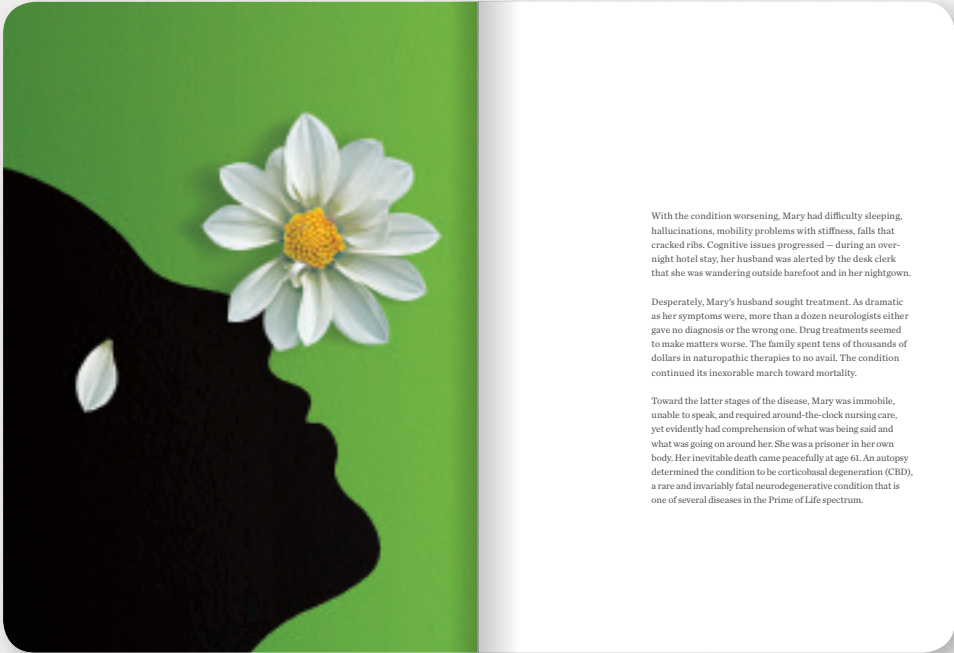 With the condition worsening, Mary had difficulty sleeping,
hallucinations, mobility problems with stiffness, falls that
cracked ribs. Cognitive issues progressed — during an over-
night hotel stay, her husband was alerted by the desk clerk
that she was wandering outside barefoot and in her nightgown.
Desperately, Mary's husband sought treatment. As dramatic
as her symptoms were, more than a dozen neurologists either
gave no diagnosis or the wrong one. Drug treatments seemed
to make matters worse. The family spent tens of thousands of
dollars in naturopathic therapies to no avail. The condition
continued its inexorable march toward mortality.
Toward the latter stages of the disease, Mary was immobile,
unable to speak, and required around-the-clock nursing care,
yet evidently had comprehension of what was being said and
what was going on around her. She was a prisoner in her own
body. Her inevitable death came peacefully at age 61. An autopsy
determined the condition to be corticobasal degeneration (CBD),
a rare and invariably fatal neurodegenerative condition that is
one of several diseases in the Prime of Life spectrum.